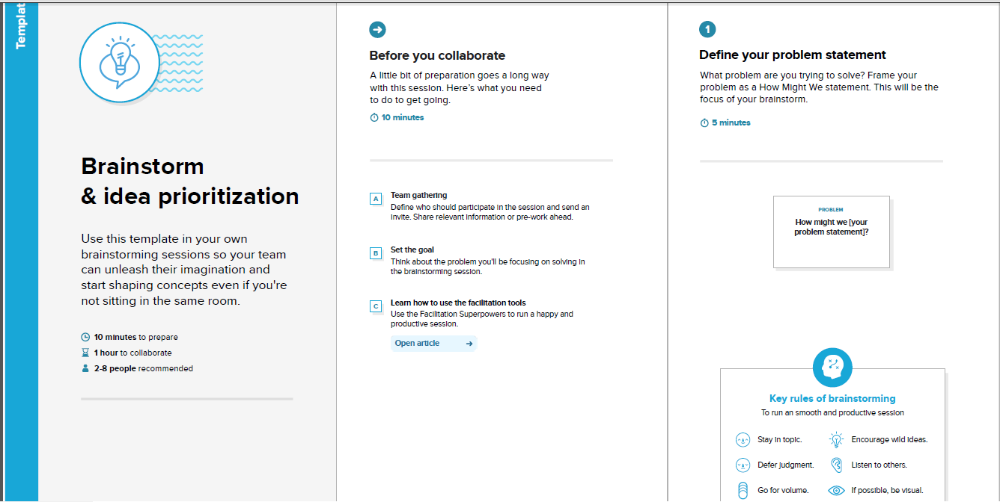 Templat
Brainstorm
& idea prioritization
Use this template in your own
brainstorming sessions so your team
can unleash their imagination and
start shaping concepts even if you're
not sitting in the same room.
10 minutes to prepare
1 hour to collaborate
2-8 people recommended
Before you collaborate
A little bit of preparation goes a long way
with this session. Here's what you need
to do to get going.
10 minutes
A
Team gathering
Define who should participate in the session and send an
invite. Share relevant information or pre-work ahead.
B
Set the goal
Think about the problem you'll be focusing on solving in
the brainstorming session.
C
Learn how to use the facilitation tools
Use the Facilitation Superpowers to run a happy and
productive session.
Open article
1
Define your problem statement
What problem are you trying to solve? Frame your
problem as a How Might We statement. This will be the
focus of your brainstorm.
5 minutes
PROBLEM
How might we [your
problem statement]?
Key rules of brainstorming
To run an smooth and productive session
Stay in topic.
Encourage wild ideas.
Defer judgment.
Listen to others.
Go for volume.
If possible, be visual.